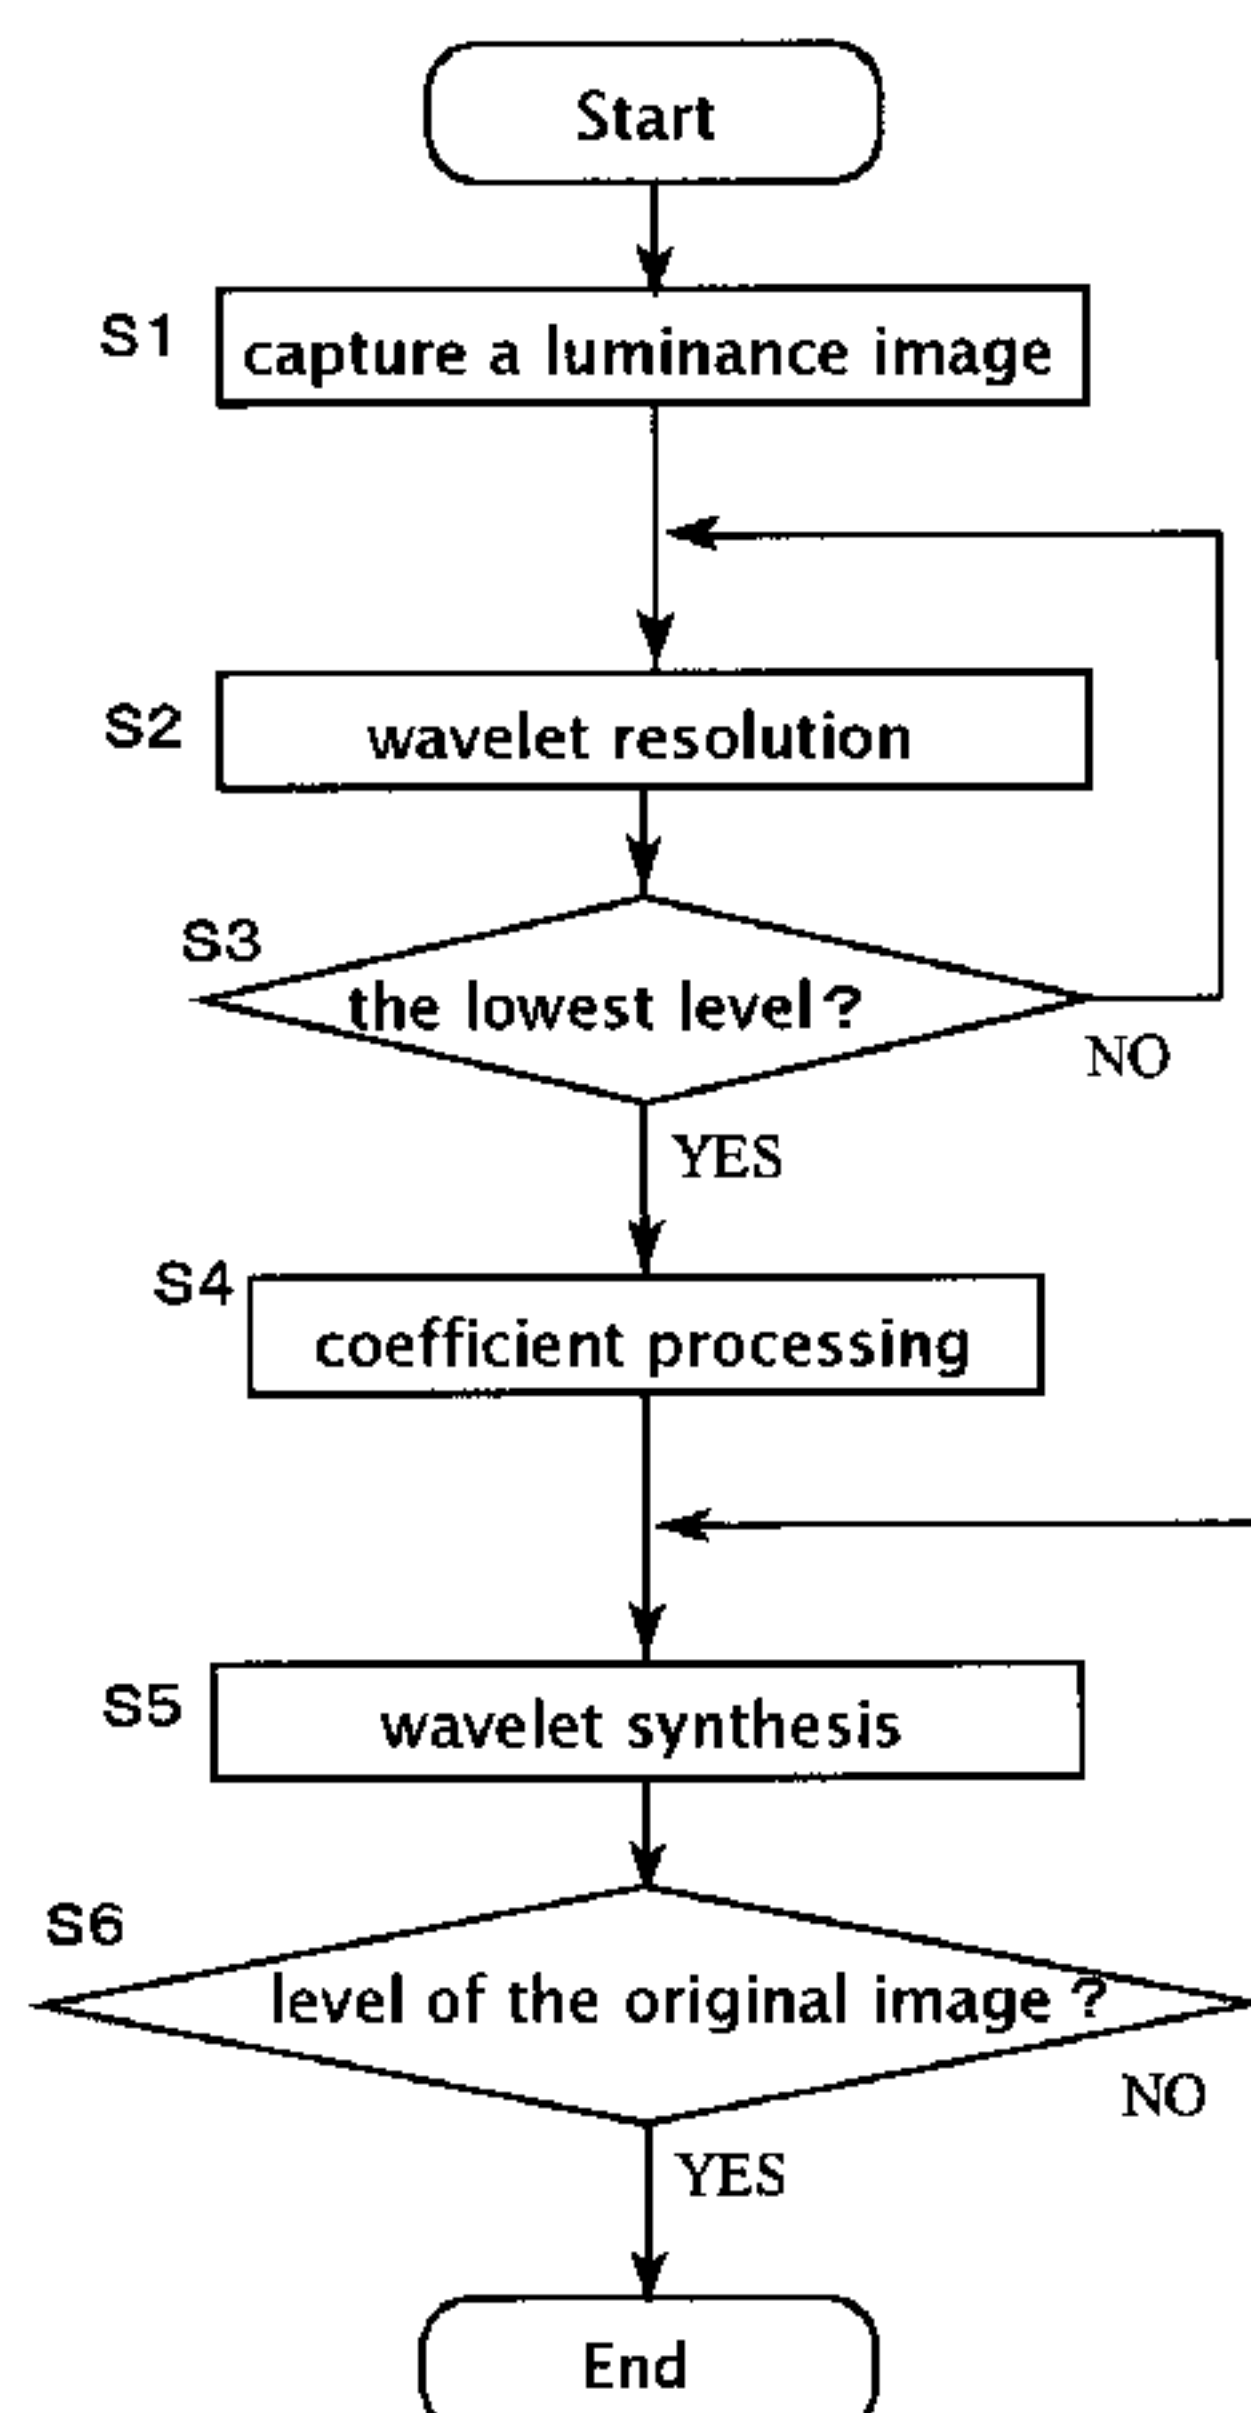 Start
S1
capture a luminance image
S2
wavelet resolution
S3
the lowest level?
NO
YES
S4
coefficient processing
S5
wavelet synthesis
S6
level of the original image ?
NO
YES
End